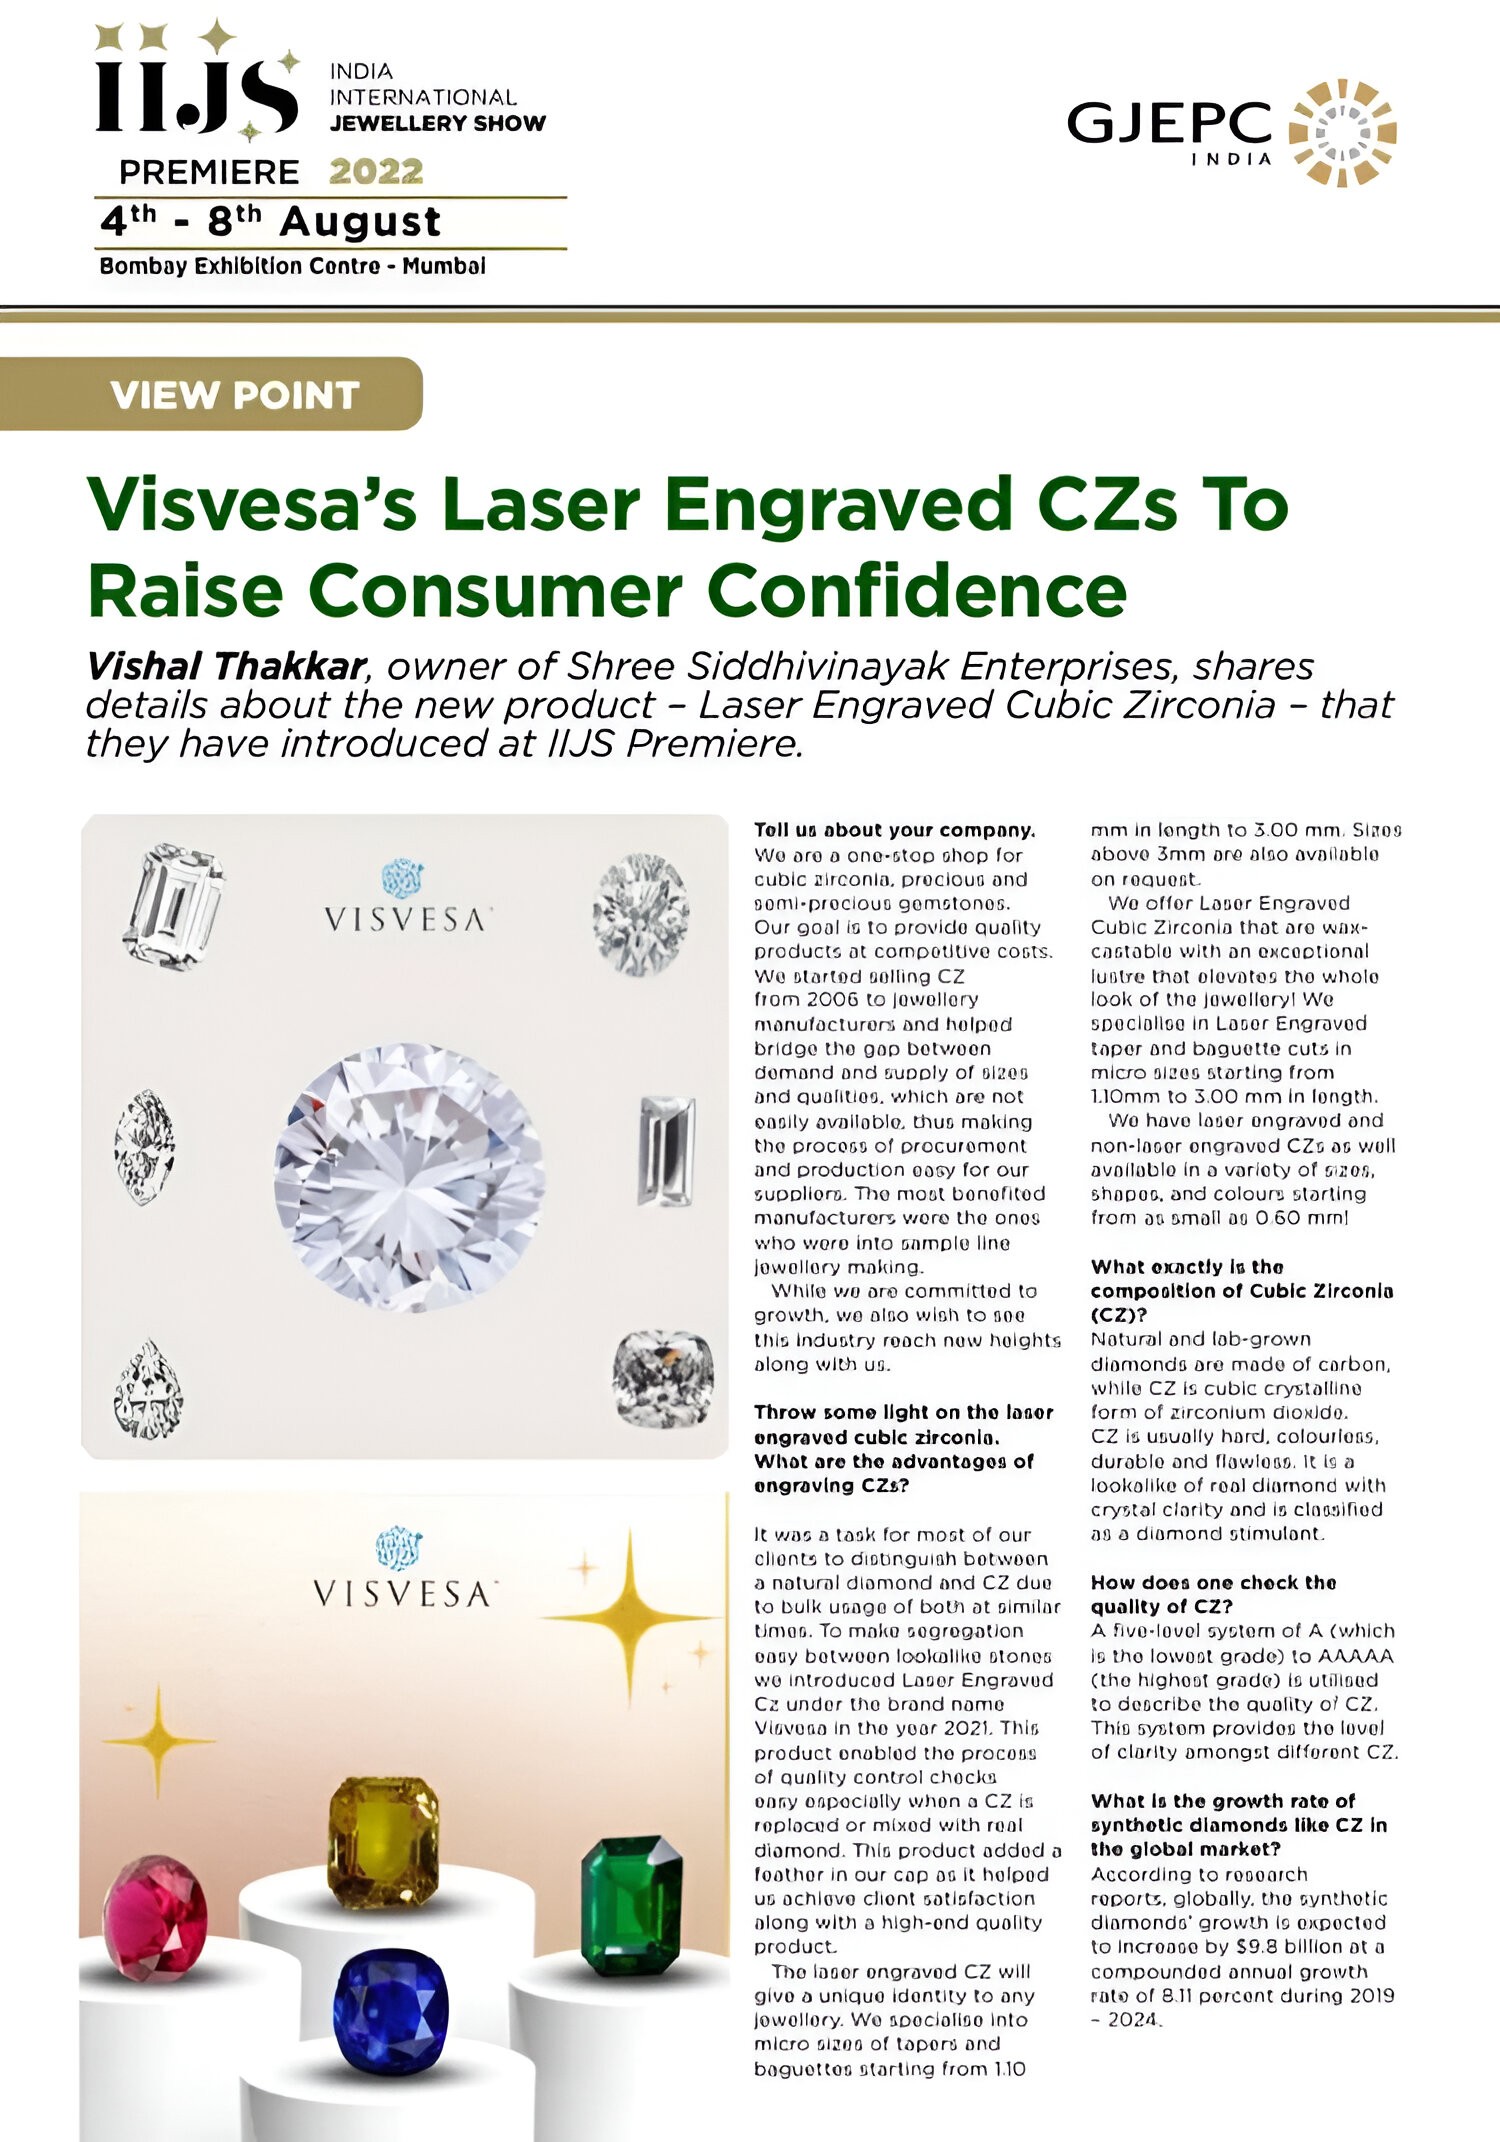 IIJS
INDIA
INTERNATIONAL
JEWELLERY SHOW
PREMIERE 2022
4th - 8th August
Bombay Exhibition Centre - Mumbai
GJEPC
INDIA
VIEW POINT
Visvesa's Laser Engraved CZs To
Raise Consumer Confidence
Vishal Thakkar, owner of Shree Siddhivinayak Enterprises, shares
details about the new product – Laser Engraved Cubic Zirconia – that
they have introduced at IIJS Premiere.
VISVESA
VISVESA
Tell us about your company.
We are a one-stop shop for
cubic zirconia, precious and
semi-precious gemstones.
Our goal is to provide quality
products at competitive costs.
We started selling CZ
from 2006 to jewellery
manufacturers and helped
bridge the gap between
demand and supply of sizes
and qualities, which are not
easily available, thus making
the process of procurement
and production easy for our
suppliers. The most benefited
manufacturers were the ones
who were into sample line
jewellery making.
While we are committed to
growth, we also wish to see
this industry reach new heights
along with us.
Throw some light on the laser
engraved cubic zirconia.
What are the advantages of
engraving CZs?
It was a task for most of our
clients to distinguish between
a natural diamond and CZ due
to bulk usage of both at similar
times. To make segregation
easy between lookalike stones
we introduced Laser Engraved
Cz under the brand name
Visvesa in the year 2021. This
product enabled the process
of quality control checks
easy especially when a CZ is
replaced or mixed with real
diamond. This product added a
feather in our cap as it helped
us achieve client satisfaction
along with a high-end quality
product.
The laser engraved CZ will
give a unique identity to any
jewellery. We specialise into
micro sizes of tapers and
baguettes starting from 1.10
mm in length to 3.00 mm. Sizes
above 3mm are also available
on request.
We offer Laser Engraved
Cubic Zirconia that are wax-
castable with an exceptional
lustre that elevates the whole
look of the jewellery! We
specialise in Laser Engraved
taper and baguette cuts in
micro sizes starting from
1.10mm to 3.00 mm in length.
We have laser engraved and
non-laser engraved CZs as well
available in a variety of sizes,
shapes, and colours starting
from as small as 0.60 mm!
What exactly is the
composition of Cubic Zirconia
(CZ)?
Natural and lab-grown
diamonds are made of carbon,
while CZ is cubic crystalline
form of zirconium dioxide.
CZ is usually hard, colourless,
durable and flawless. It is a
lookalike of real diamond with
crystal clarity and is classified
as a diamond stimulant.
How does one check the
quality of CZ?
A five-level system of A (which
is the lowest grade) to AAAAA
(the highest grade) is utilised
to describe the quality of CZ.
This system provides the level
of clarity amongst different CZ.
What is the growth rate of
synthetic diamonds like CZ in
the global market?
According to research
reports, globally, the synthetic
diamonds' growth is expected
to increase by $9.8 billion at a
compounded annual growth
rate of 8.11 percent during 2019
– 2024.